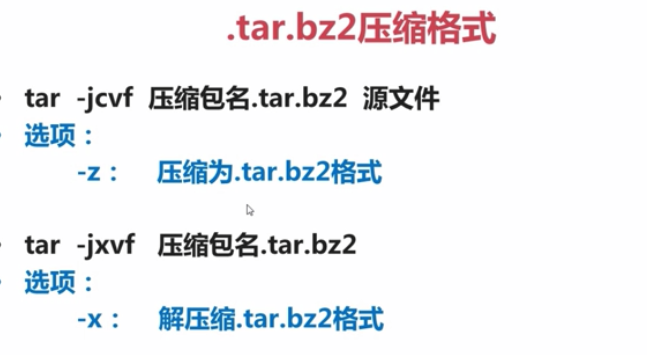 .tar.bz2压缩格式
tar -jcvf 压缩包名.tar.bz2 源文件
选项：
-z： 压缩为.tar.bz2格式
tar -jxvf 压缩包名.tar.bz2
选项：
-x： 解压缩.tar.bz2格式